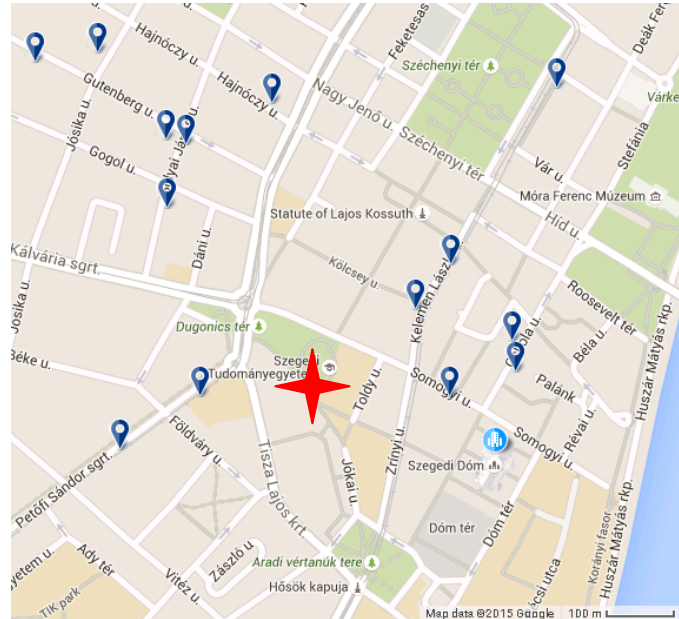 Hajnóczy u.
Feketesas
Deák Ferenc
Széchenyi tér
Gutenberg u.
Hajnóczy u.
Nagy Jenő u.
Várke
Jósika u.
Stefánia
Széchenyi tér
Gogol u.
Vár u.
Móra Ferenc Múzeum
Statute of Lajos Kossuth
Híd u.
Dáni u.
Kálvária sgrt.
Kölcsey u.
Roosevelt tér
Jósika u.
Dugonics tér
Béla u.
Huszár Mátyás rkp.
Béke u.
Szegedi
Tudományegyete
Toldy u.
Somogyi u.
Palánk
Révai u.
Földváry u.
Zrínyi u.
Somogyi u.
Tisza Lajos krt.
Jókai u.
Szegedi Dóm
Petőfi Sándor sgrt.
Dóm tér
Dóm tér
Huszár Mátyás rkp.
Korányi fasor
Ady tér
Zászló u.
Aradi vértanúk tere
Vitéz u.
Hősök kapuja
TIK park
Map data ©2015 Google
100 m